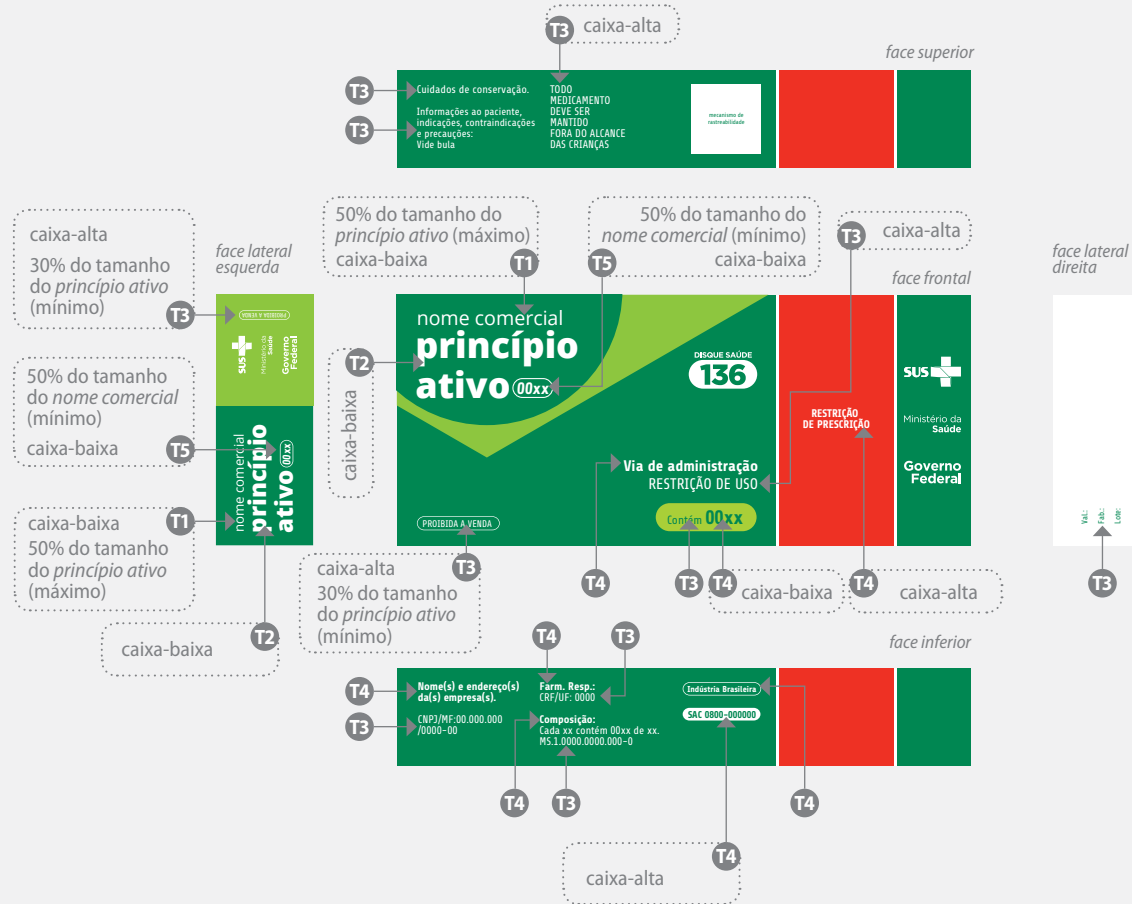 T3 caixa-alta
face superior
T3 Cuidados de conservação.
T3 Informações ao paciente,
indicações, contraindicações
e precauções:
Vide bula
TODO
MEDICAMENTO
DEVE SER
MANTIDO
FORA DO ALCANCE
DAS CRIANÇAS
mecanismo de
rastreabilidade
caixa-alta
30% do tamanho
do princípio ativo
(mínimo)
T3
50% do tamanho
do nome comercial
(mínimo)
caixa-baixa
T5
caixa-baixa
50% do tamanho
do princípio ativo
(máximo)
T1
caixa-baixa
T2
face lateral
esquerda
PROIBIDA A VENDA
SUS
Ministério da
Saúde
Governo
Federal
nome comercial
princípio
ativo 00xx
50% do tamanho do
princípio ativo (máximo)
caixa-baixa
T1
50% do tamanho do
nome comercial (mínimo)
caixa-baixa
T5
T3 caixa-alta
face frontal
T2
caixa-baixa
nome comercial
princípio
ativo 00xx
DISQUE SAÚDE
136
Via de administração
RESTRIÇÃO DE USO
Contém 00xx
PROIBIDA A VENDA
RESTRIÇÃO
DE PRESCRIÇÃO
SUS
Ministério da
Saúde
Governo
Federal
T3
caixa-alta
30% do tamanho
do princípio ativo
(mínimo)
T4
T3
T4 caixa-baixa
T4 caixa-alta
face lateral
direita
Val.:
Fab.:
Lote:
T3
face inferior
T4
T3
T4 Nome(s) e endereço(s)
da(s) empresa(s).
T3 CNPJ/MF:00.000.000
/0000-00
Farm. Resp.:
CRF/UF: 0000
Composição:
Cada xx contém 00xx de xx.
MS.1.0000.0000.000-0
Indústria Brasileira
SAC 0800-000000
T4
T3
T4
T4
caixa-alta